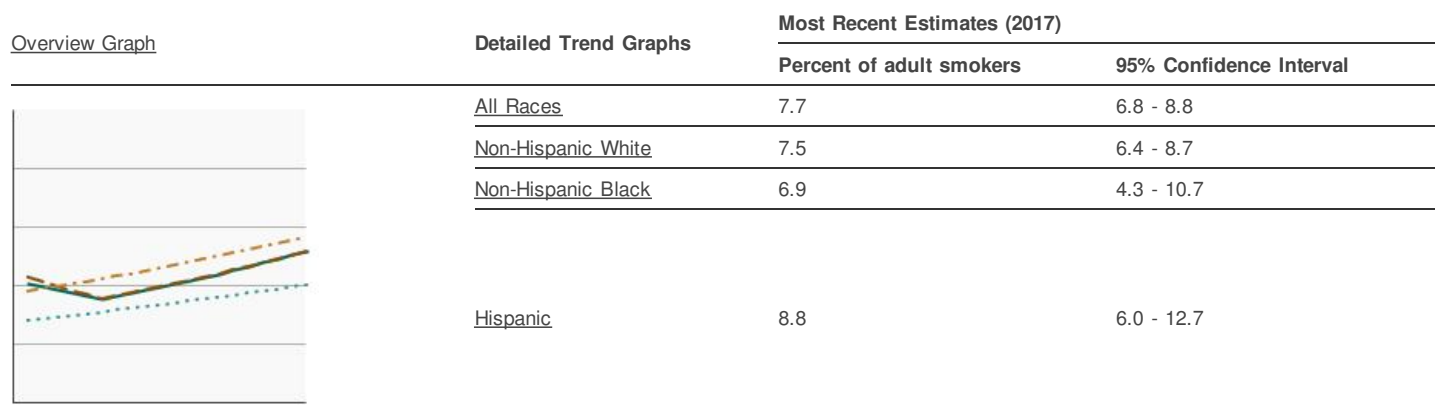 Overview Graph
Detailed Trend Graphs
Most Recent Estimates (2017)
Percent of adult smokers
95% Confidence Interval
All Races 7.7 6.8 - 8.8
Non-Hispanic White 7.5 6.4 - 8.7
Non-Hispanic Black 6.9 4.3 - 10.7
Hispanic 8.8 6.0 - 12.7